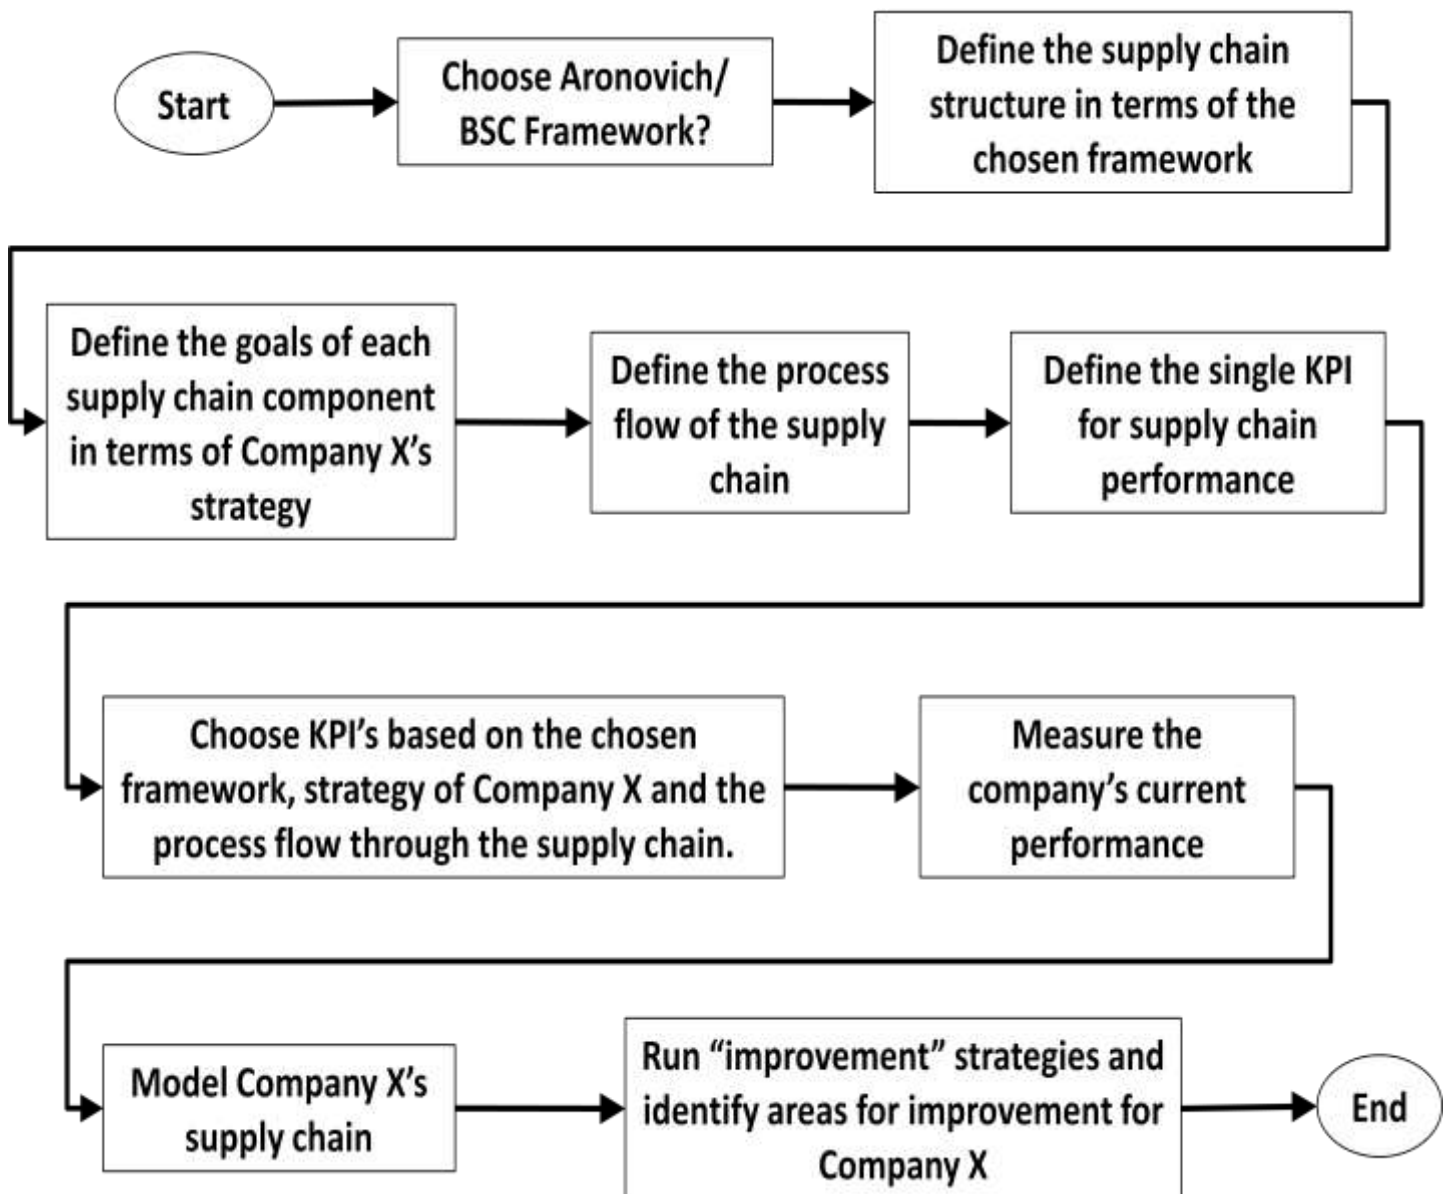 Start
Choose Aronovich/
BSC Framework?
Define the supply chain
structure in terms of the
chosen framework
Define the goals of each
supply chain component
in terms of Company X’s
strategy
Define the process
flow of the supply
chain
Define the single KPI
for supply chain
performance
Choose KPI’s based on the chosen
framework, strategy of Company X and the
process flow through the supply chain.
Measure the
company’s current
performance
Model Company X’s
supply chain
Run “improvement” strategies and
identify areas for improvement for
Company X
End